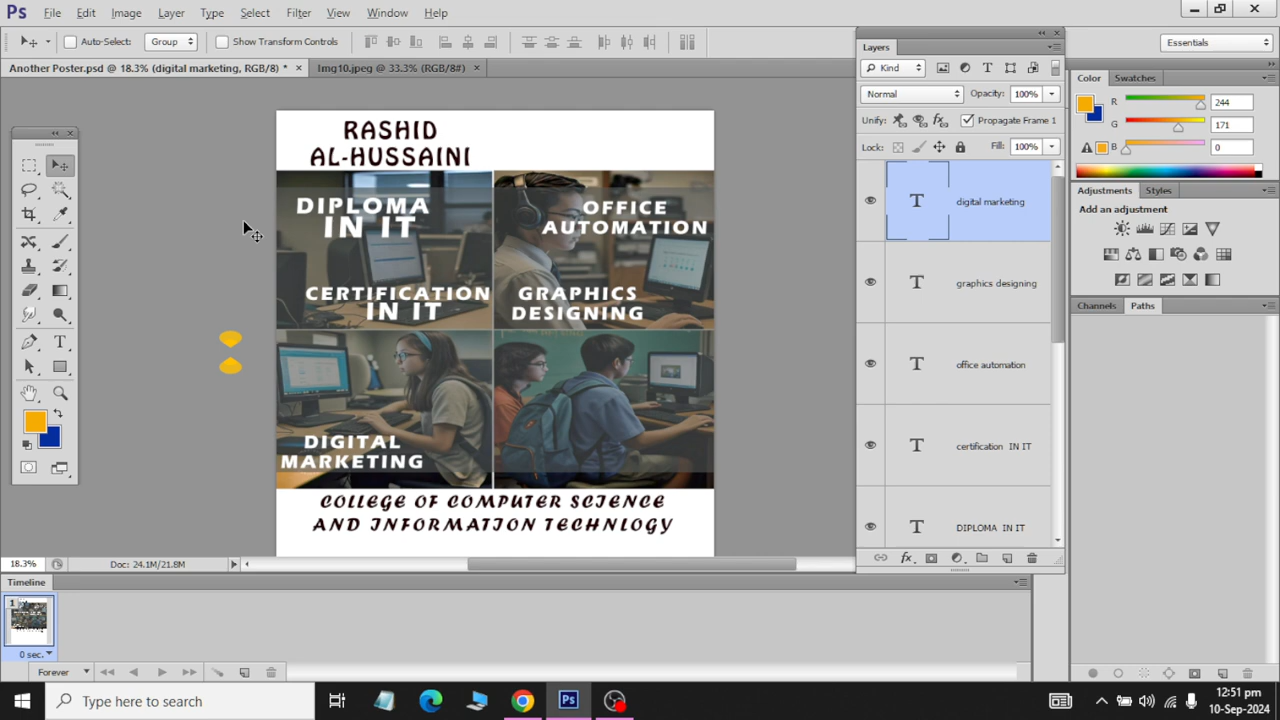 Ps File Edit Image Layer Type Select Filter View Window Help
Auto-Select: Group Show Transform Controls Essentials
Another Poster.psd @ 18.3% (digital marketing, RGB/8) * × Img10.jpeg @ 33.3% (RGB/8#) ×
RASHID
AL-HUSSAINI
DIPLOMA
IN IT
OFFICE
AUTOMATION
CERTIFICATION
IN IT
GRAPHICS
DESIGNING
DIGITAL
MARKETING
COLLEGE OF COMPUTER SCIENCE
AND INFORMATION TECHNLOGY
18.3% Doc: 24.1M/21.8M
Layers
Kind
Normal Opacity: 100%
Unify: Propagate Frame 1
Lock: Fill: 100%
digital marketing
graphics designing
office automation
certification IN IT
DIPLOMA IN IT
Color Swatches
R 244
G 171
B 0
Adjustments Styles
Add an adjustment
Channels Paths
Timeline
1
0 sec.
Forever
Type here to search
12:51 pm
10-Sep-2024